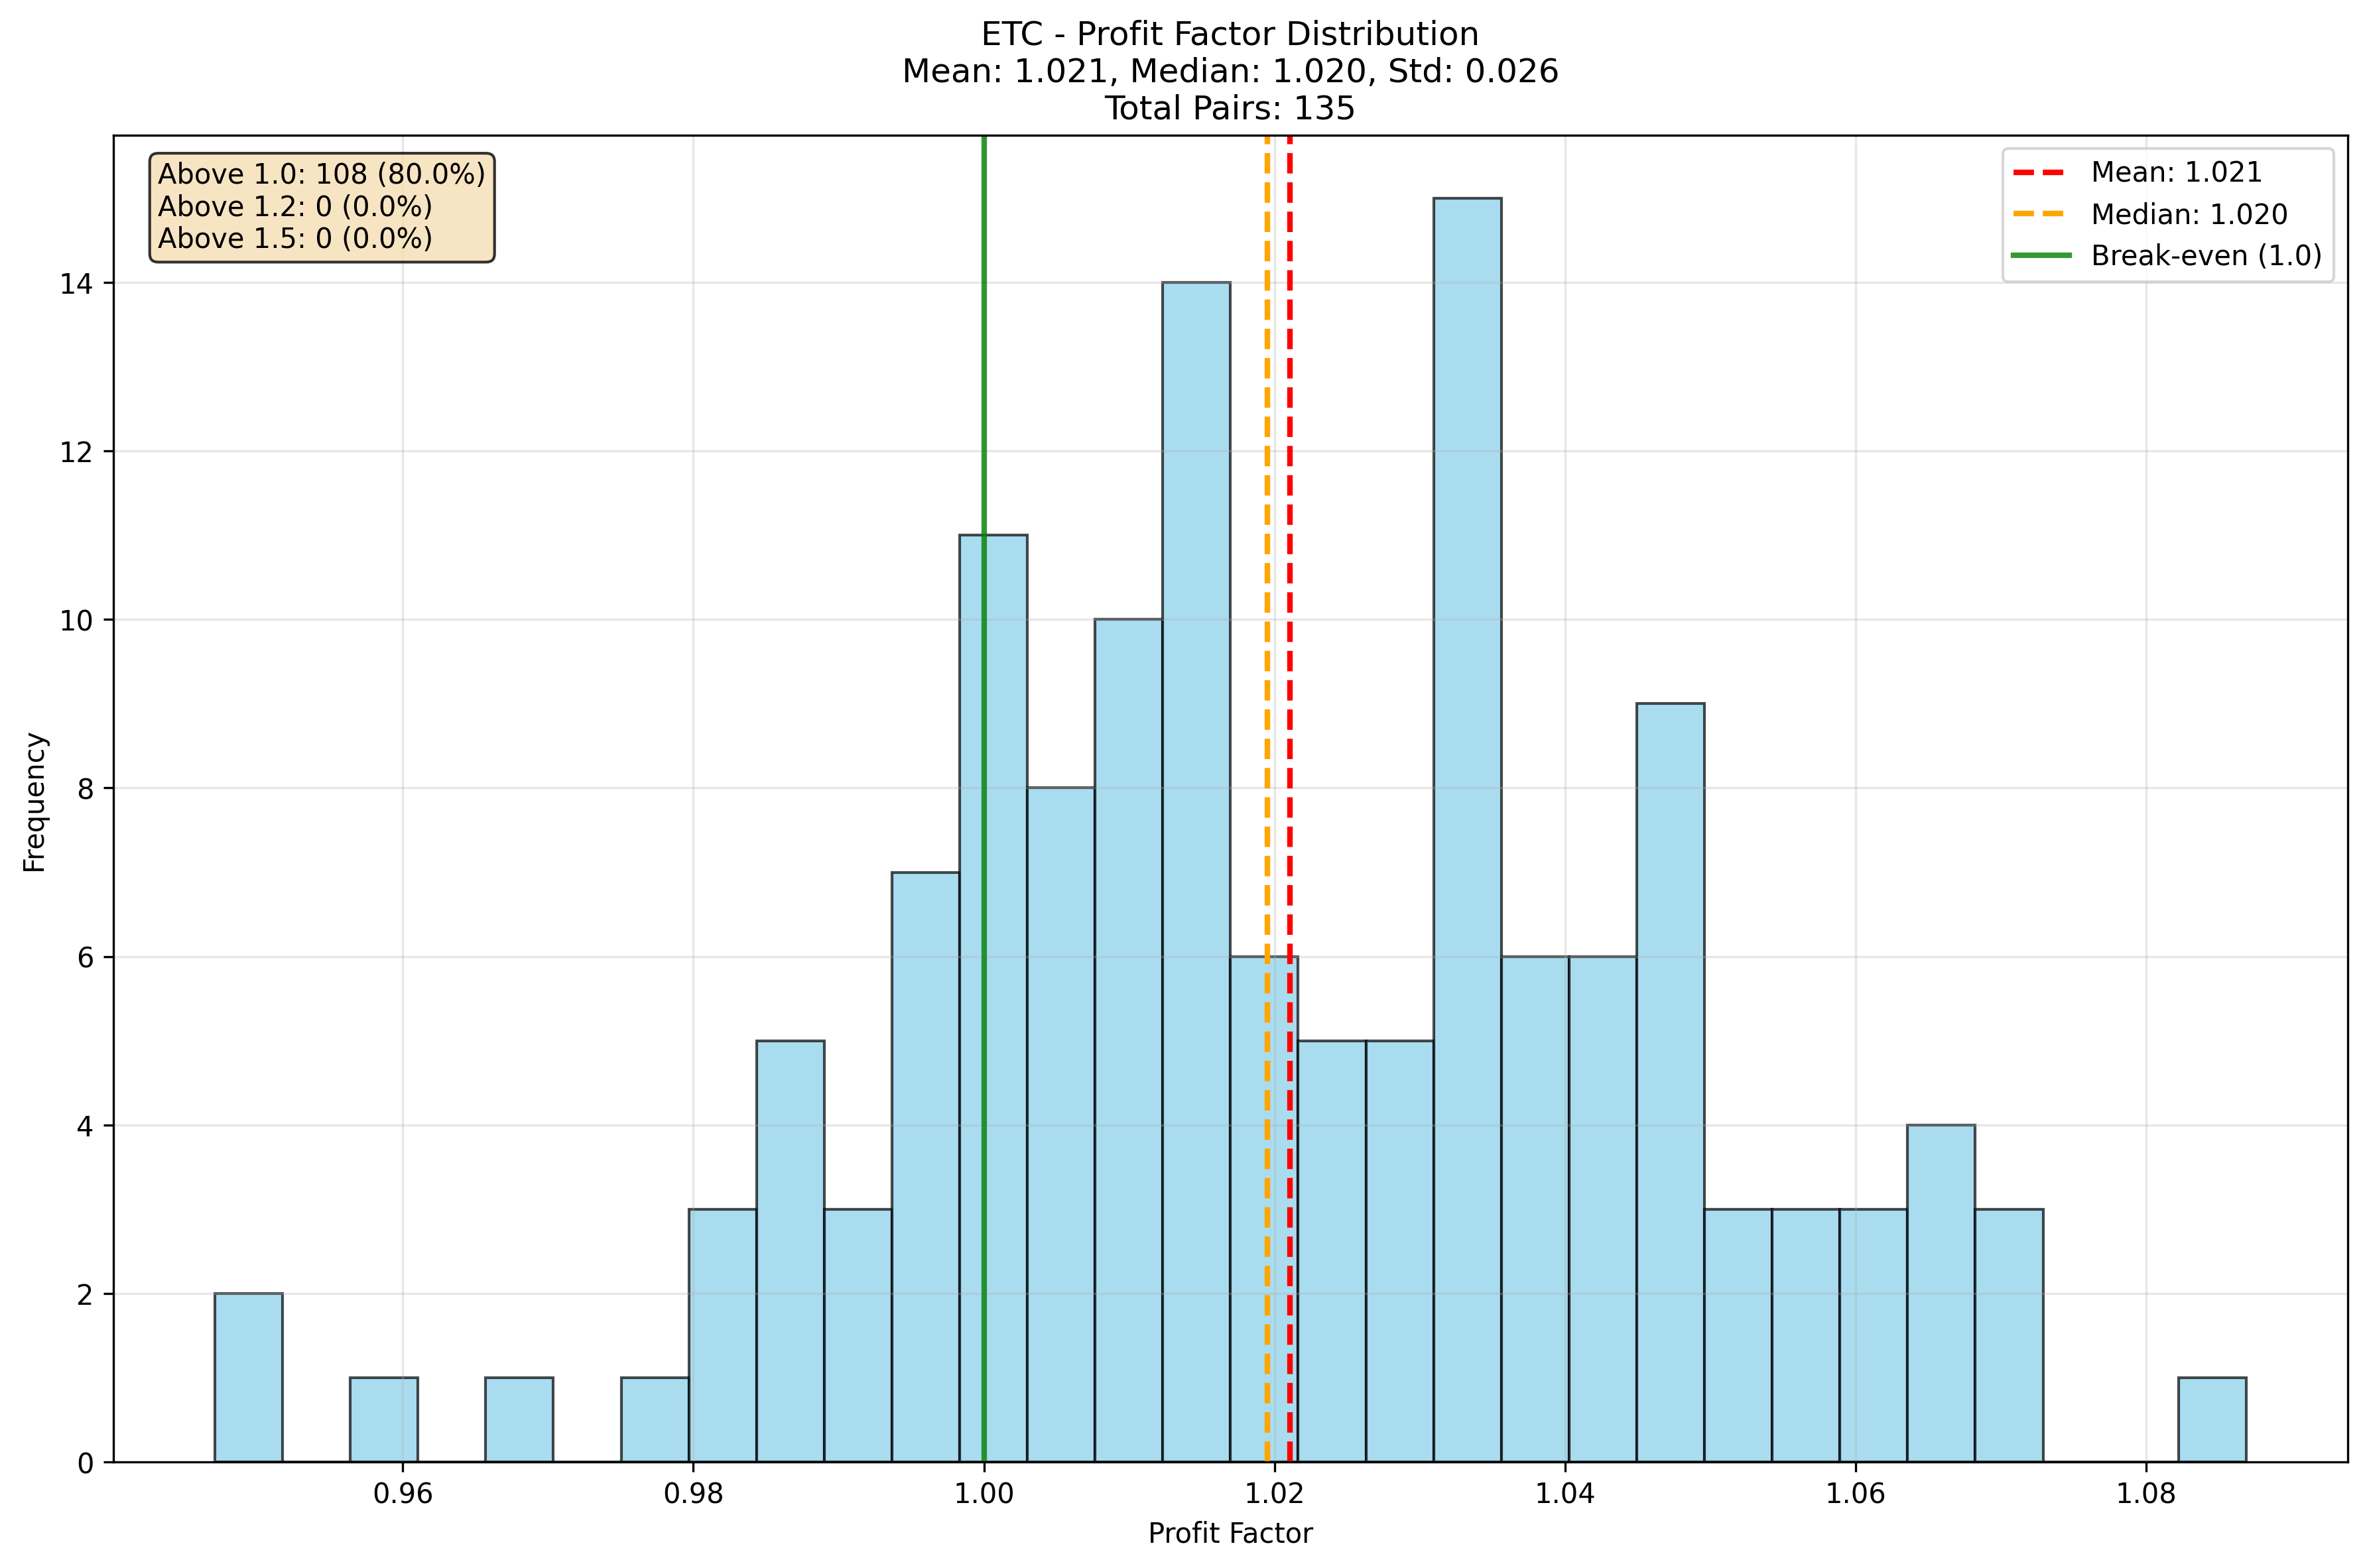 ETC - Profit Factor Distribution
Mean: 1.021, Median: 1.020, Std: 0.026
Total Pairs: 135
Above 1.0: 108 (80.0%)
Above 1.2: 0 (0.0%)
Above 1.5: 0 (0.0%)
Mean: 1.021
Median: 1.020
Break-even (1.0)
14
12
10
8
6
4
2
0
Frequency
0.96
0.98
1.00
1.02
1.04
1.06
1.08
Profit Factor